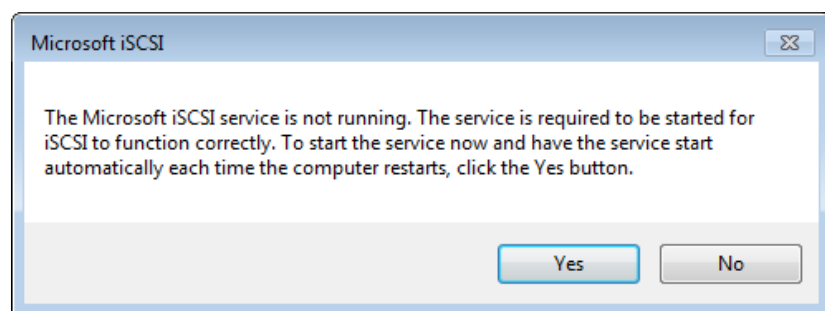 Microsoft iSCSI
The Microsoft iSCSI service is not running. The service is required to be started for
iSCSI to function correctly. To start the service now and have the service start
automatically each time the computer restarts, click the Yes button.
Yes
No